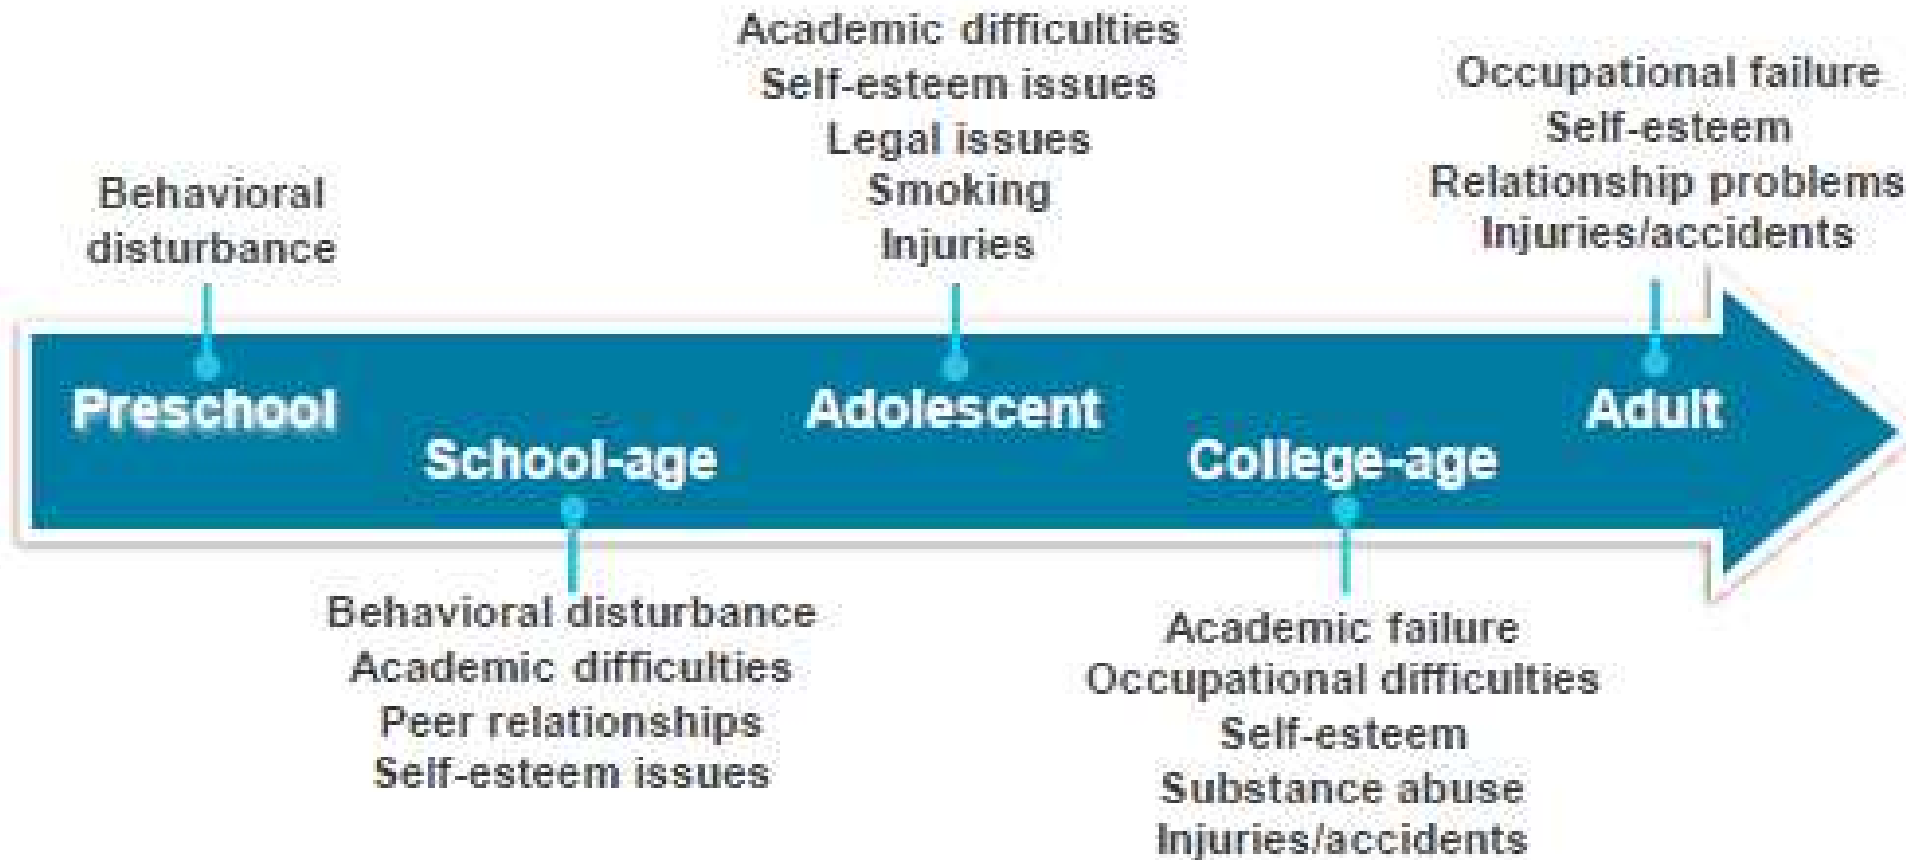 Behavioral
disturbance
Preschool
School-age
Behavioral disturbance
Academic difficulties
Peer relationships
Self-esteem issues
Academic difficulties
Self-esteem issues
Legal issues
Smoking
Injuries
Adolescent
College-age
Academic failure
Occupational difficulties
Self-esteem
Substance abuse
Injuries/accidents
Occupational failure
Self-esteem
Relationship problems
Injuries/accidents
Adult